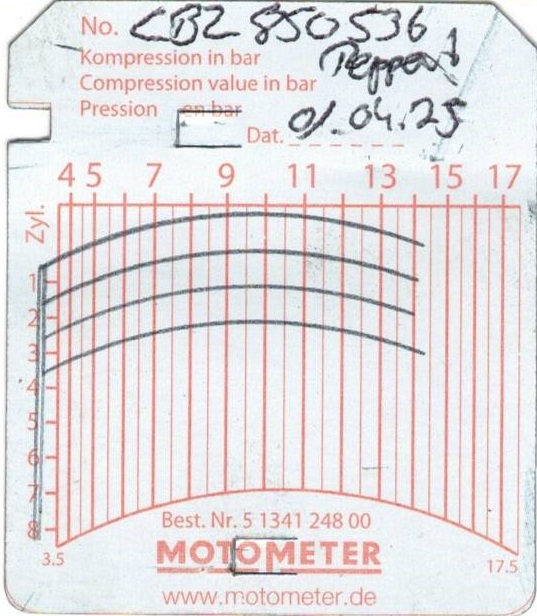 No. CBZ 850536
Kompression in bar
Compression value in bar
Pression en bar
Dat. 01.04.25
4 5 7 9 11 13 15 17
Zyl.
1
2
3
4
5
6
7
8
3.5
17.5
Best. Nr. 5 1341 248 00
MOTOMETER
www.motometer.de